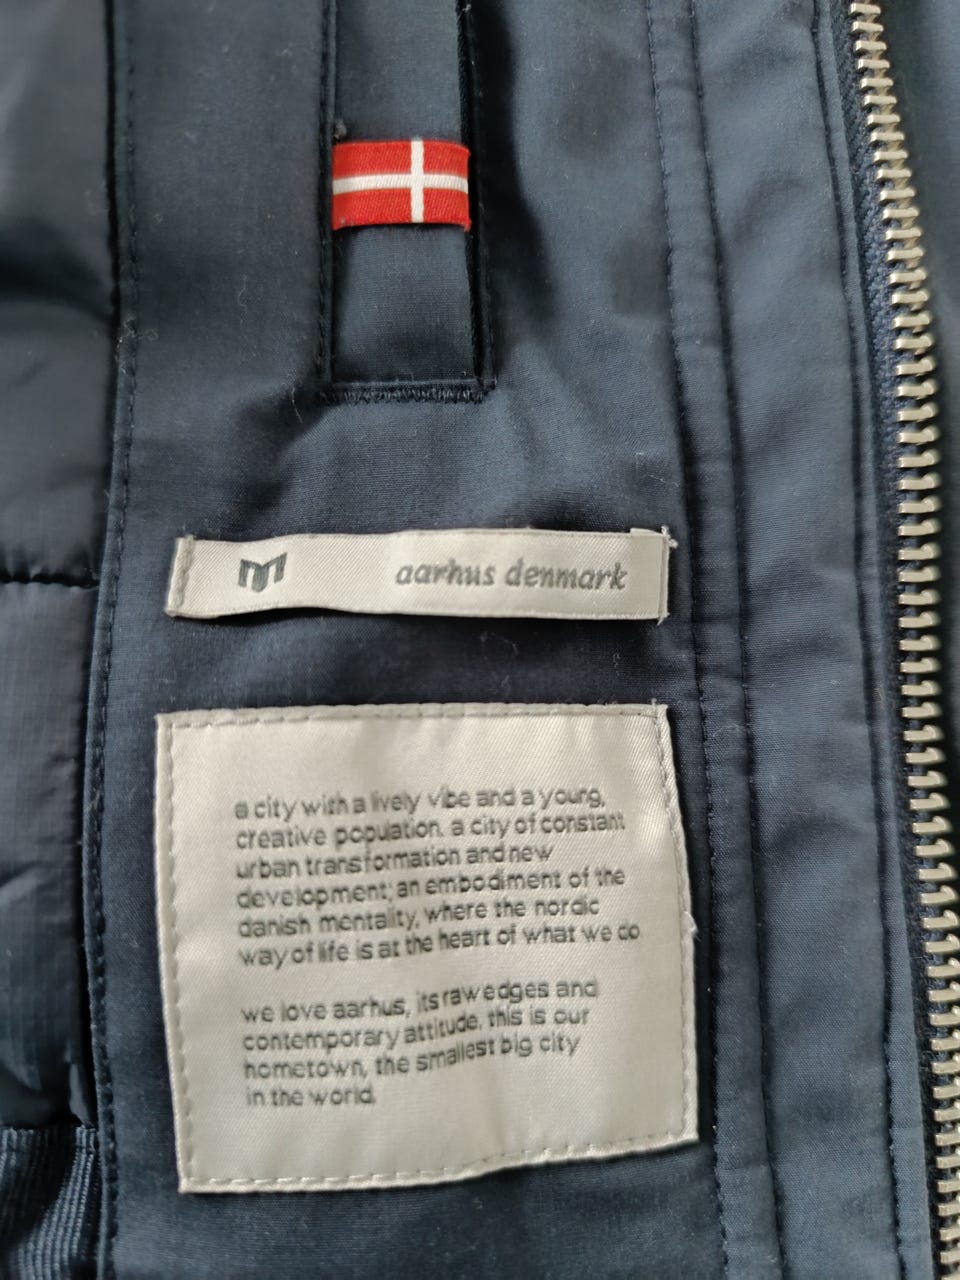 aarhus denmark
a city with a lively vibe and a young,
creative population. a city of constant
urban transformation and new
development; an embodiment of the
danish mentality, where the nordic
way of life is at the heart of what we do
we love aarhus, its raw edges and
contemporary attitude. this is our
hometown, the smallest big city
in the world.